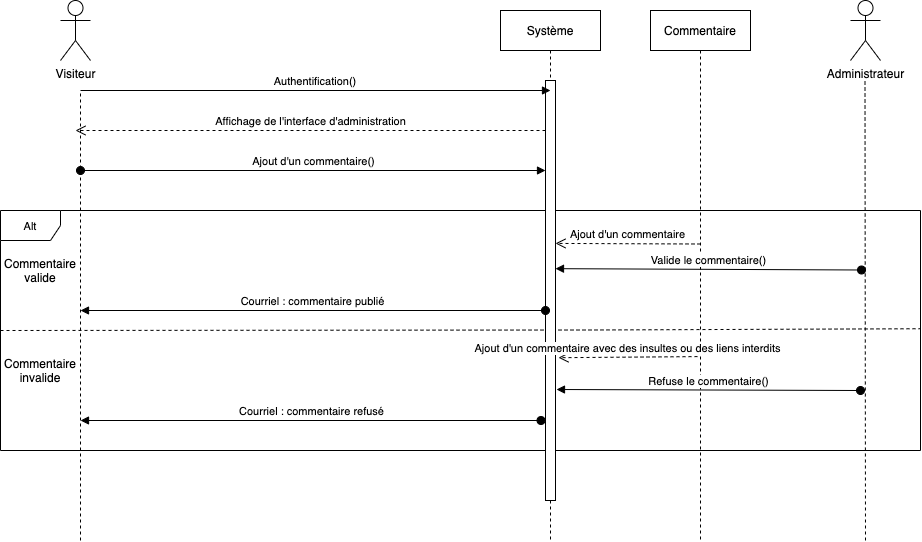 Système
Commentaire
Visiteur
Administrateur
Authentification()
Affichage de l'interface d'administration
Ajout d'un commentaire()
Alt
Ajout d'un commentaire
Commentaire
valide
Valide le commentaire()
Courriel : commentaire publié
Ajout d'un commentaire avec des insultes ou des liens interdits
Commentaire
invalide
Refuse le commentaire()
Courriel : commentaire refusé